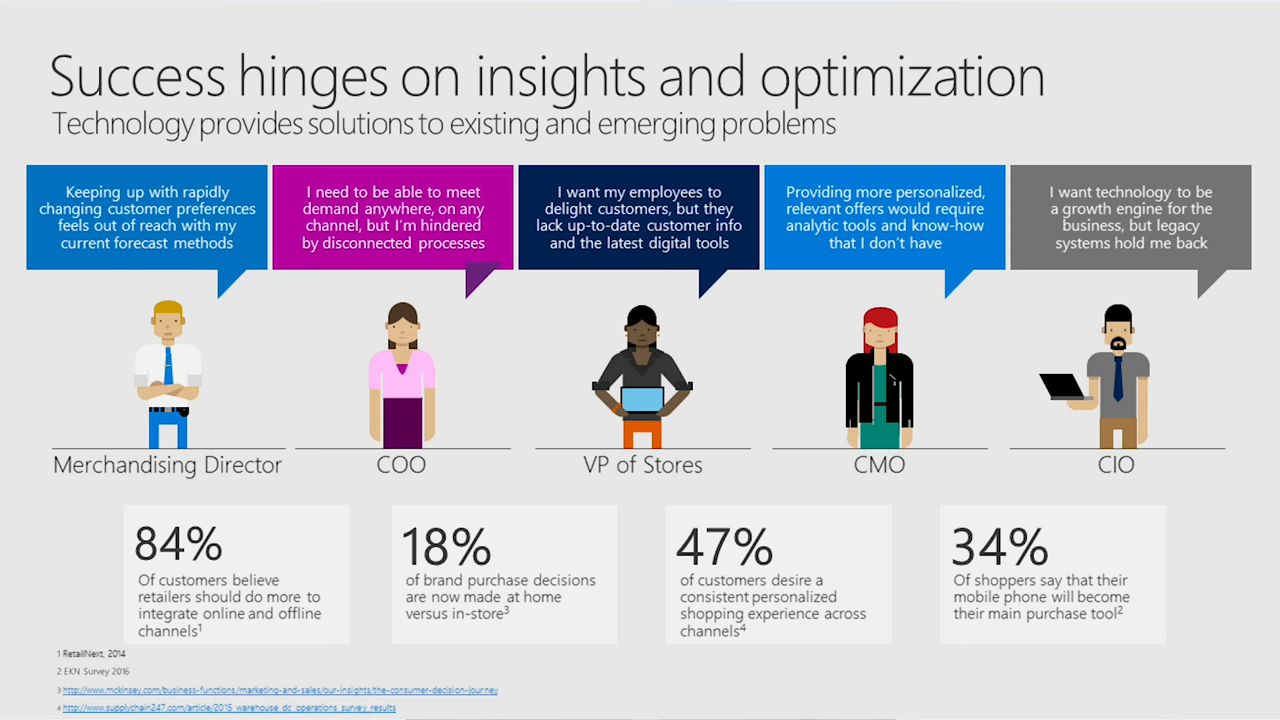 Success hinges on insights and optimization
Technology provides solutions to existing and emerging problems
Keeping up with rapidly
changing customer preferences
feels out of reach with my
current forecast methods
I need to be able to meet
demand anywhere, on any
channel, but I'm hindered
by disconnected processes
I want my employees to
delight customers, but they
lack up-to-date customer info
and the latest digital tools
Providing more personalized,
relevant offers would require
analytic tools and know-how
that I don't have
I want technology to be
a growth engine for the
business, but legacy
systems hold me back
Merchandising Director
COO
VP of Stores
CMO
CIO
84%
Of customers believe
retailers should do more to
integrate online and offline
channels1
18%
of brand purchase decisions
are now made at home
versus in-store3
47%
of customers desire a
consistent personalized
shopping experience across
channels4
34%
Of shoppers say that their
mobile phone will become
their main purchase tool2
1 RetailNext, 2014
2 EKN Survey 2016
3 http://www.mckinsey.com/business-functions/marketing-and-sales/our-insights/the-consumer-decision-journey
4 http://www.supplychain247.com/article/2015_warehouse_dc_operations_survey_results